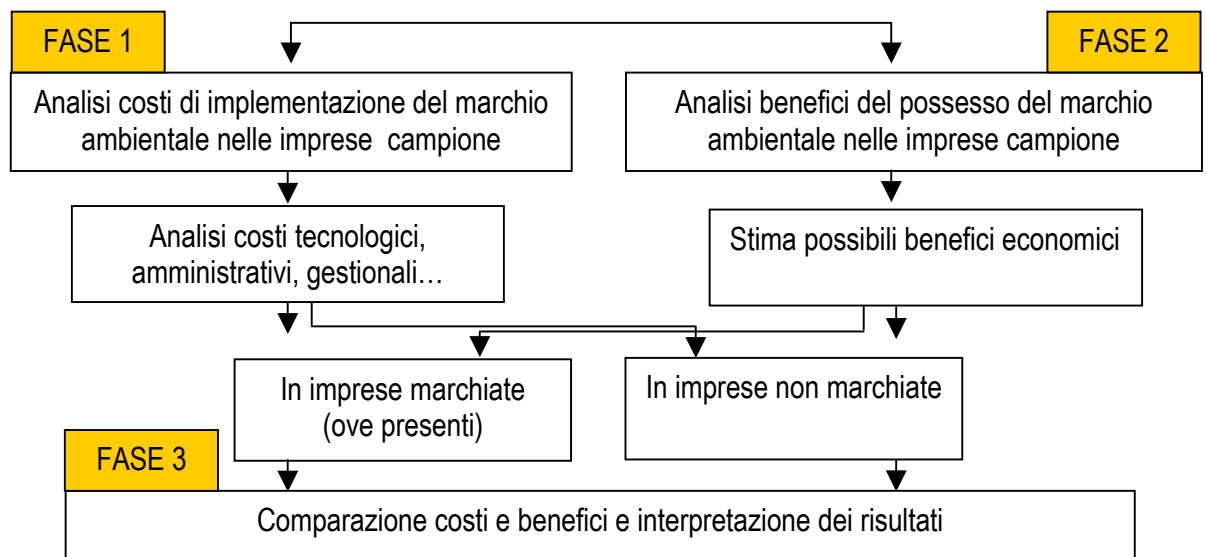 FASE 1
FASE 2
Analisi costi di implementazione del marchio
ambientale nelle imprese campione
Analisi benefici del possesso del marchio
ambientale nelle imprese campione
Analisi costi tecnologici,
amministrativi, gestionali…
Stima possibili benefici economici
In imprese marchiate
(ove presenti)
In imprese non marchiate
FASE 3
Comparazione costi e benefici e interpretazione dei risultati